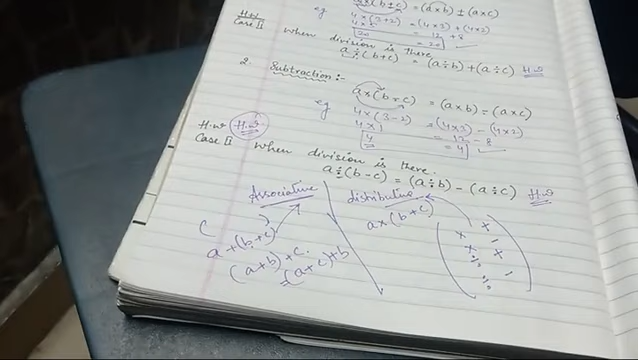 a×(b±c) = (a×b) ± (a×c)
eg 4×(3+2) = (4×3) + (4×2)
20 = 12 + 8
= 20
H.W
Case II When division is there
a÷(b+c) = (a÷b) + (a÷c) H.W
2. Subtraction:-
a×(b-c) = (a×b) - (a×c)
eg 4×(3-2) = (4×3) - (4×2)
4×1 = 12 - 8
4 = 4
H.W H.W
Case II When division is there.
a÷(b-c) = (a÷b) - (a÷c) H.W
Associative
( )
a+(b+c)
(a+b)+c.
=(a+c)+b
distributive
a×(b+c)